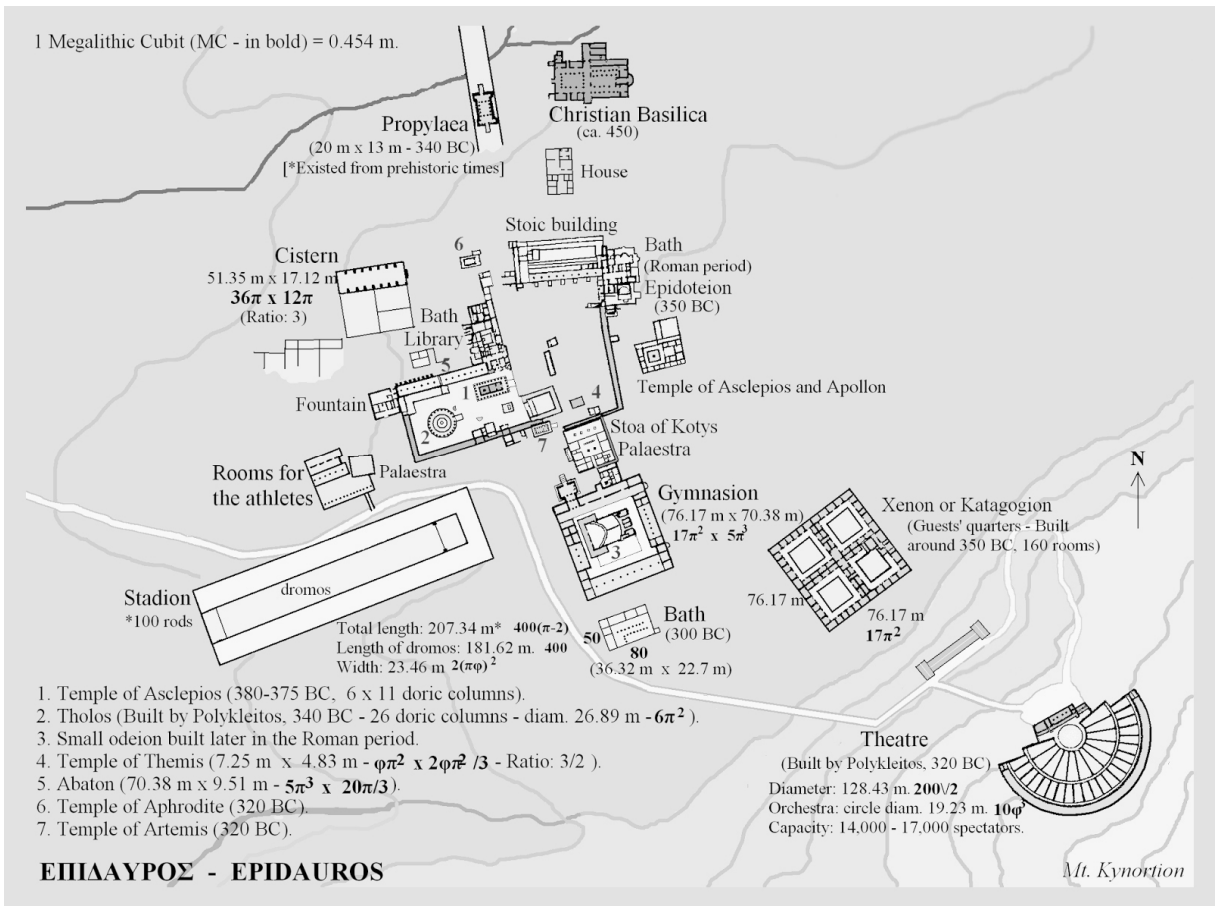 1 Megalithic Cubit (MC - in bold) = 0.454 m.
Propylaea
(20 m x 13 m - 340 BC)
[*Existed from prehistoric times]
Christian Basilica
(ca. 450)
House
Stoic building
6
Cistern
51.35 m x 17.12 m
36π x 12π
(Ratio: 3)
Bath
(Roman period)
Epidoteion
(350 BC)
Bath
Library
5
1
4
Temple of Asclepios and Apollon
Fountain
2
7
Stoa of Kotys
Palaestra
Rooms for
the athletes
Palaestra
N
Gymnasion
(76.17 m x 70.38 m)
17π² x 5π³
3
Xenon or Katagogion
(Guests' quarters - Built
around 350 BC, 160 rooms)
76.17 m
76.17 m
17π²
Stadion
*100 rods
dromos
Total length: 207.34 m* 400(π-2)
Length of dromos: 181.62 m. 400
Width: 23.46 m 2(πφ)²
Bath
(300 BC)
50
80
(36.32 m x 22.7 m)
1. Temple of Asclepios (380-375 BC, 6 x 11 doric columns).
2. Tholos (Built by Polykleitos, 340 BC - 26 doric columns - diam. 26.89 m - 6π² ).
3. Small odeion built later in the Roman period.
4. Temple of Themis (7.25 m x 4.83 m - φπ² x 2φπ² /3 - Ratio: 3/2 ).
5. Abaton (70.38 m x 9.51 m - 5π³ x 20π/3 ).
6. Temple of Aphrodite (320 BC).
7. Temple of Artemis (320 BC).
Theatre
(Built by Polykleitos, 320 BC)
Diameter: 128.43 m. 200\/2
Orchestra: circle diam. 19.23 m. 10φ³
Capacity: 14,000 - 17,000 spectators.
ΕΠΙΔΑΥΡΟΣ - EPIDAUROS
Mt. Kynortion